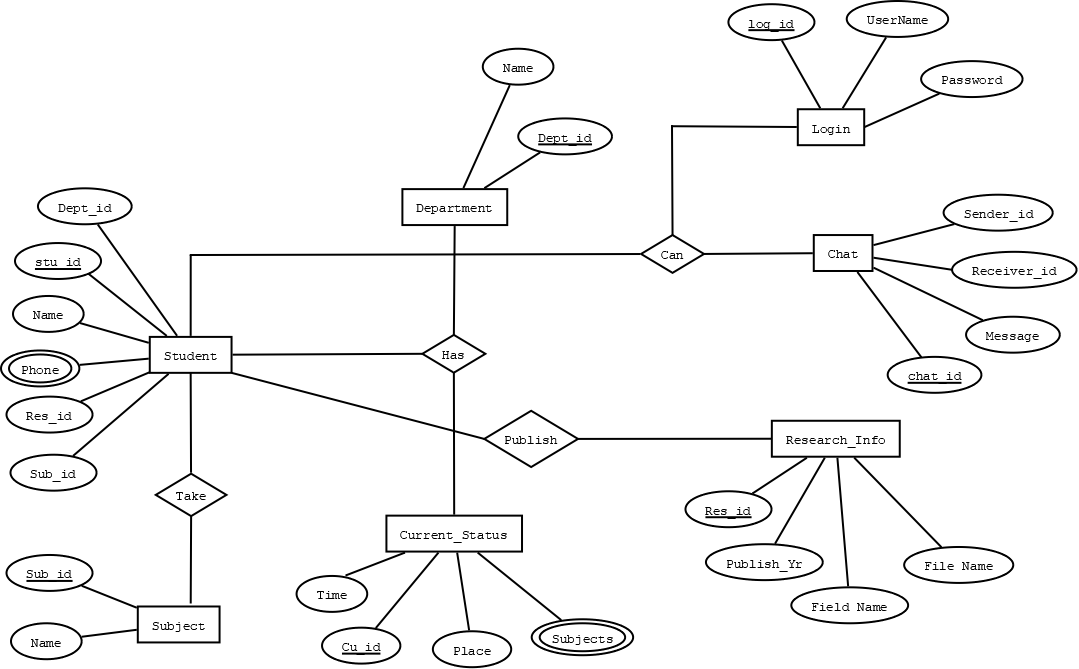 log_id
UserName
Name
Password
Login
Dept_id
Dept_id
Department
Sender_id
stu_id
Can
Chat
Receiver_id
Name
Message
Student
Has
Phone
chat_id
Res_id
Publish
Research_Info
Sub_id
Take
Res_id
Current_Status
Publish_Yr
File Name
Sub_id
Time
Field Name
Subject
Subjects
Name
Cu_id
Place